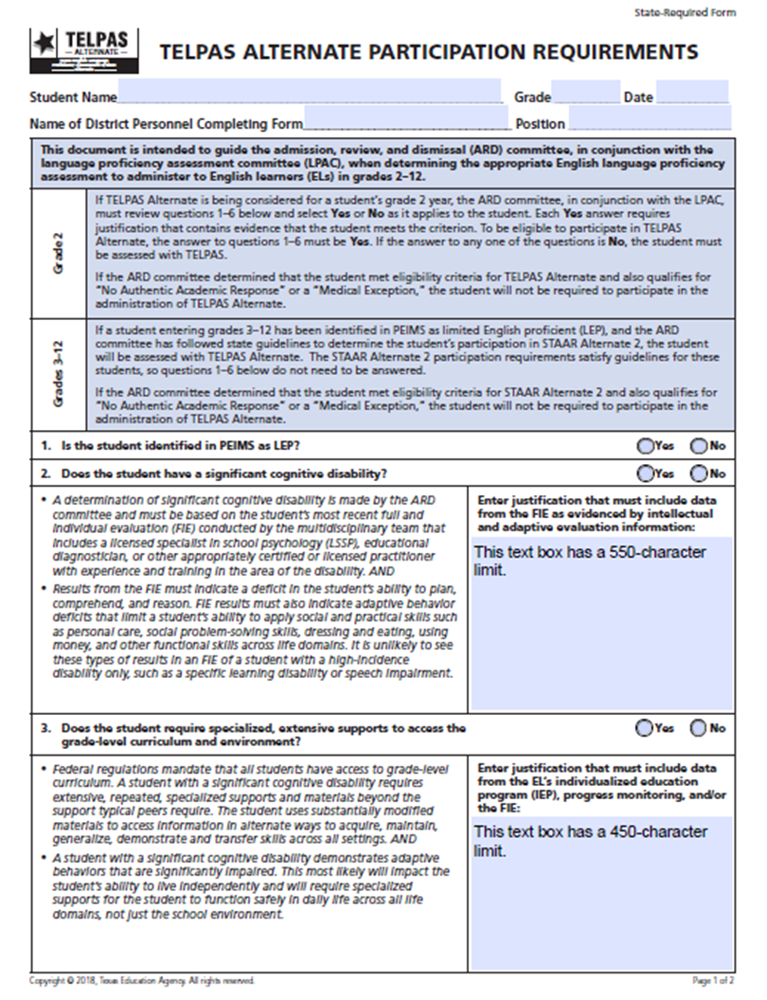 State-Required Form
TELPAS
ALTERNATE
TELPAS ALTERNATE PARTICIPATION REQUIREMENTS
Student Name Grade Date
Name of District Personnel Completing Form Position
This document is intended to guide the admission, review, and dismissal (ARD) committee, in conjunction with the
language proficiency assessment committee (LPAC), when determining the appropriate English language proficiency
assessment to administer to English learners (ELs) in grades 2–12.
Grade 2
If TELPAS Alternate is being considered for a student's grade 2 year, the ARD committee, in conjunction with the LPAC,
must review questions 1–6 below and select Yes or No as it applies to the student. Each Yes answer requires
justification that contains evidence that the student meets the criterion. To be eligible to participate in TELPAS
Alternate, the answer to questions 1–6 must be Yes. If the answer to any one of the questions is No, the student must
be assessed with TELPAS.
If the ARD committee determined that the student met eligibility criteria for TELPAS Alternate and also qualifies for
“No Authentic Academic Response” or a “Medical Exception,” the student will not be required to participate in the
administration of TELPAS Alternate.
Grades 3–12
If a student entering grades 3–12 has been identified in PEIMS as limited English proficient (LEP), and the ARD
committee has followed state guidelines to determine the student's participation in STAAR Alternate 2, the student
will be assessed with TELPAS Alternate. The STAAR Alternate 2 participation requirements satisfy guidelines for these
students, so questions 1–6 below do not need to be answered.
If the ARD committee determined that the student met eligibility criteria for STAAR Alternate 2 and also qualifies for
“No Authentic Academic Response” or a “Medical Exception,” the student will not be required to participate in the
administration of TELPAS Alternate.
1. Is the student identified in PEIMS as LEP? Yes No
2. Does the student have a significant cognitive disability? Yes No
• A determination of significant cognitive disability is made by the ARD
committee and must be based on the student's most recent full and
individual evaluation (FIE) conducted by the multidisciplinary team that
includes a licensed specialist in school psychology (LSSP), educational
diagnostician, or other appropriately certified or licensed practitioner
with experience and training in the area of the disability. AND
• Results from the FIE must indicate a deficit in the student's ability to plan,
comprehend, and reason. FIE results must also indicate adaptive behavior
deficits that limit a student's ability to apply social and practical skills such
as personal care, social problem-solving skills, dressing and eating, using
money, and other functional skills across life domains. It is unlikely to see
these types of results in an FIE of a student with a high-incidence
disability only, such as a specific learning disability or speech impairment.
Enter justification that must include data
from the FIE as evidenced by intellectual
and adaptive evaluation information:
This text box has a 550-character
limit.
3. Does the student require specialized, extensive supports to access the
grade-level curriculum and environment? Yes No
• Federal regulations mandate that all students have access to grade-level
curriculum. A student with a significant cognitive disability requires
extensive, repeated, specialized supports and materials beyond the
support typical peers require. The student uses substantially modified
materials to access information in alternate ways to acquire, maintain,
generalize, demonstrate and transfer skills across all settings. AND
• A student with a significant cognitive disability demonstrates adaptive
behaviors that are significantly impaired. This most likely will impact the
student's ability to live independently and will require specialized
supports for the student to function safely in daily life across all life
domains, not just the school environment.
Enter justification that must include data
from the EL's individualized education
program (IEP), progress monitoring, and/or
the FIE:
This text box has a 450-character
limit.
Copyright © 2018, Texas Education Agency. All rights reserved. Page 1 of 2